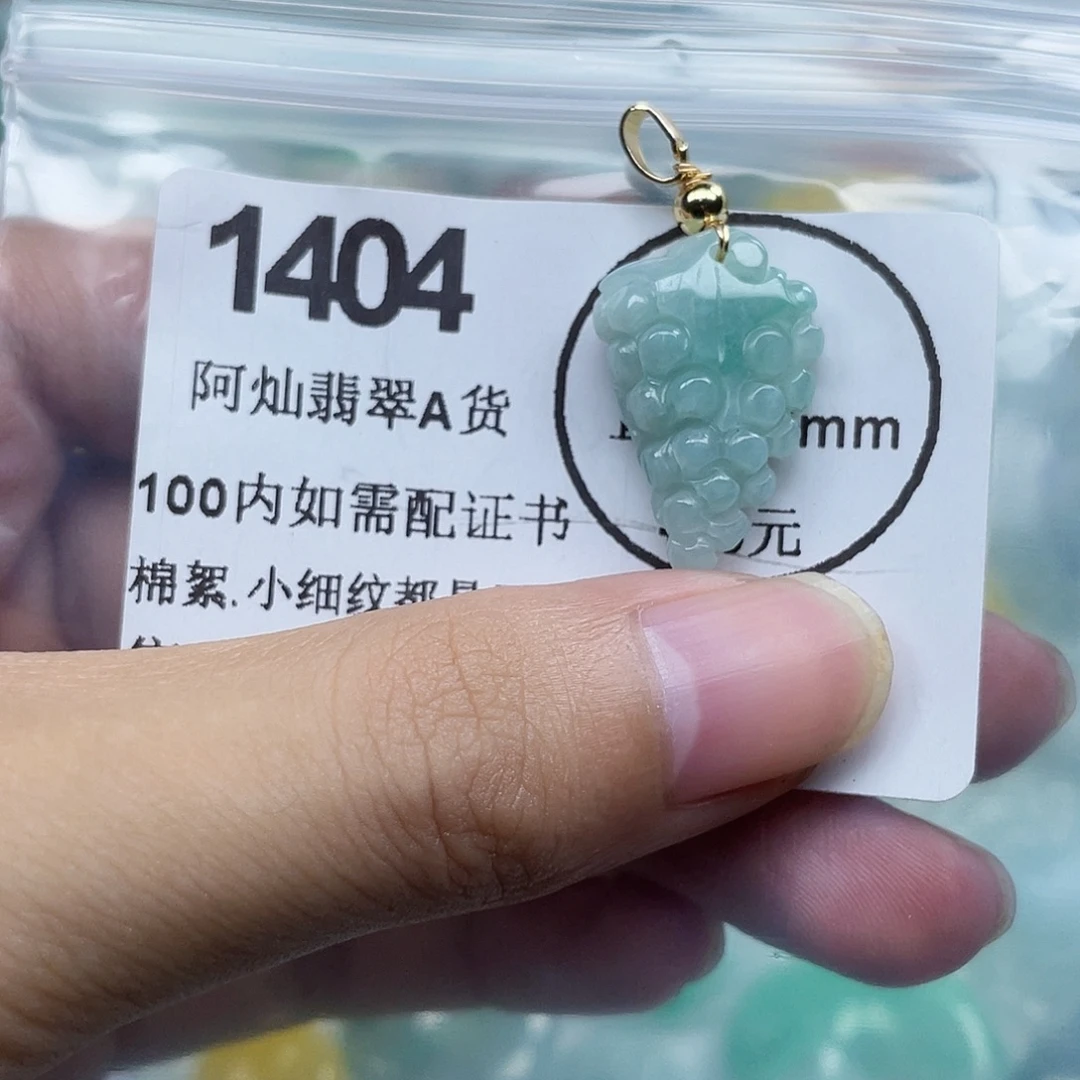 1404
阿灿翡翠A货
100内如需配证书
棉絮.小细纹都是
mm
元